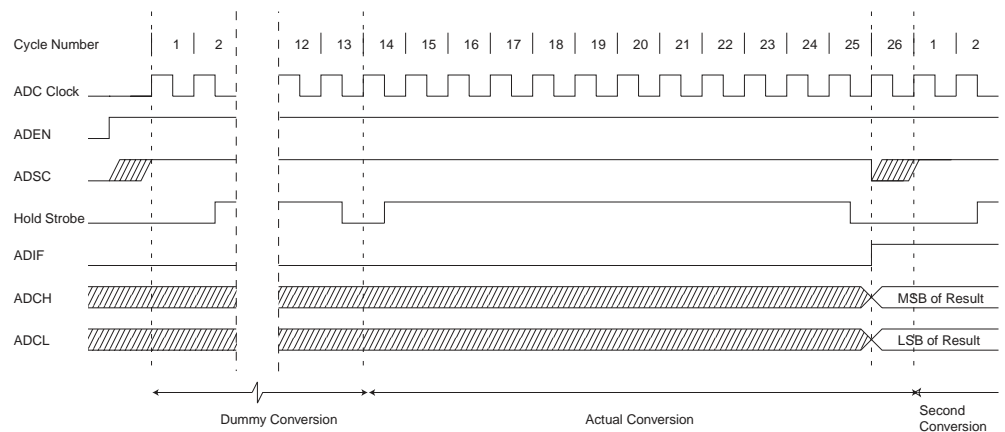 Cycle Number 1 2 12 13 14 15 16 17 18 19 20 21 22 23 24 25 26 1 2
ADC Clock
ADEN
ADSC
Hold Strobe
ADIF
ADCH MSB of Result
ADCL LSB of Result
Dummy Conversion Actual Conversion Second
Conversion